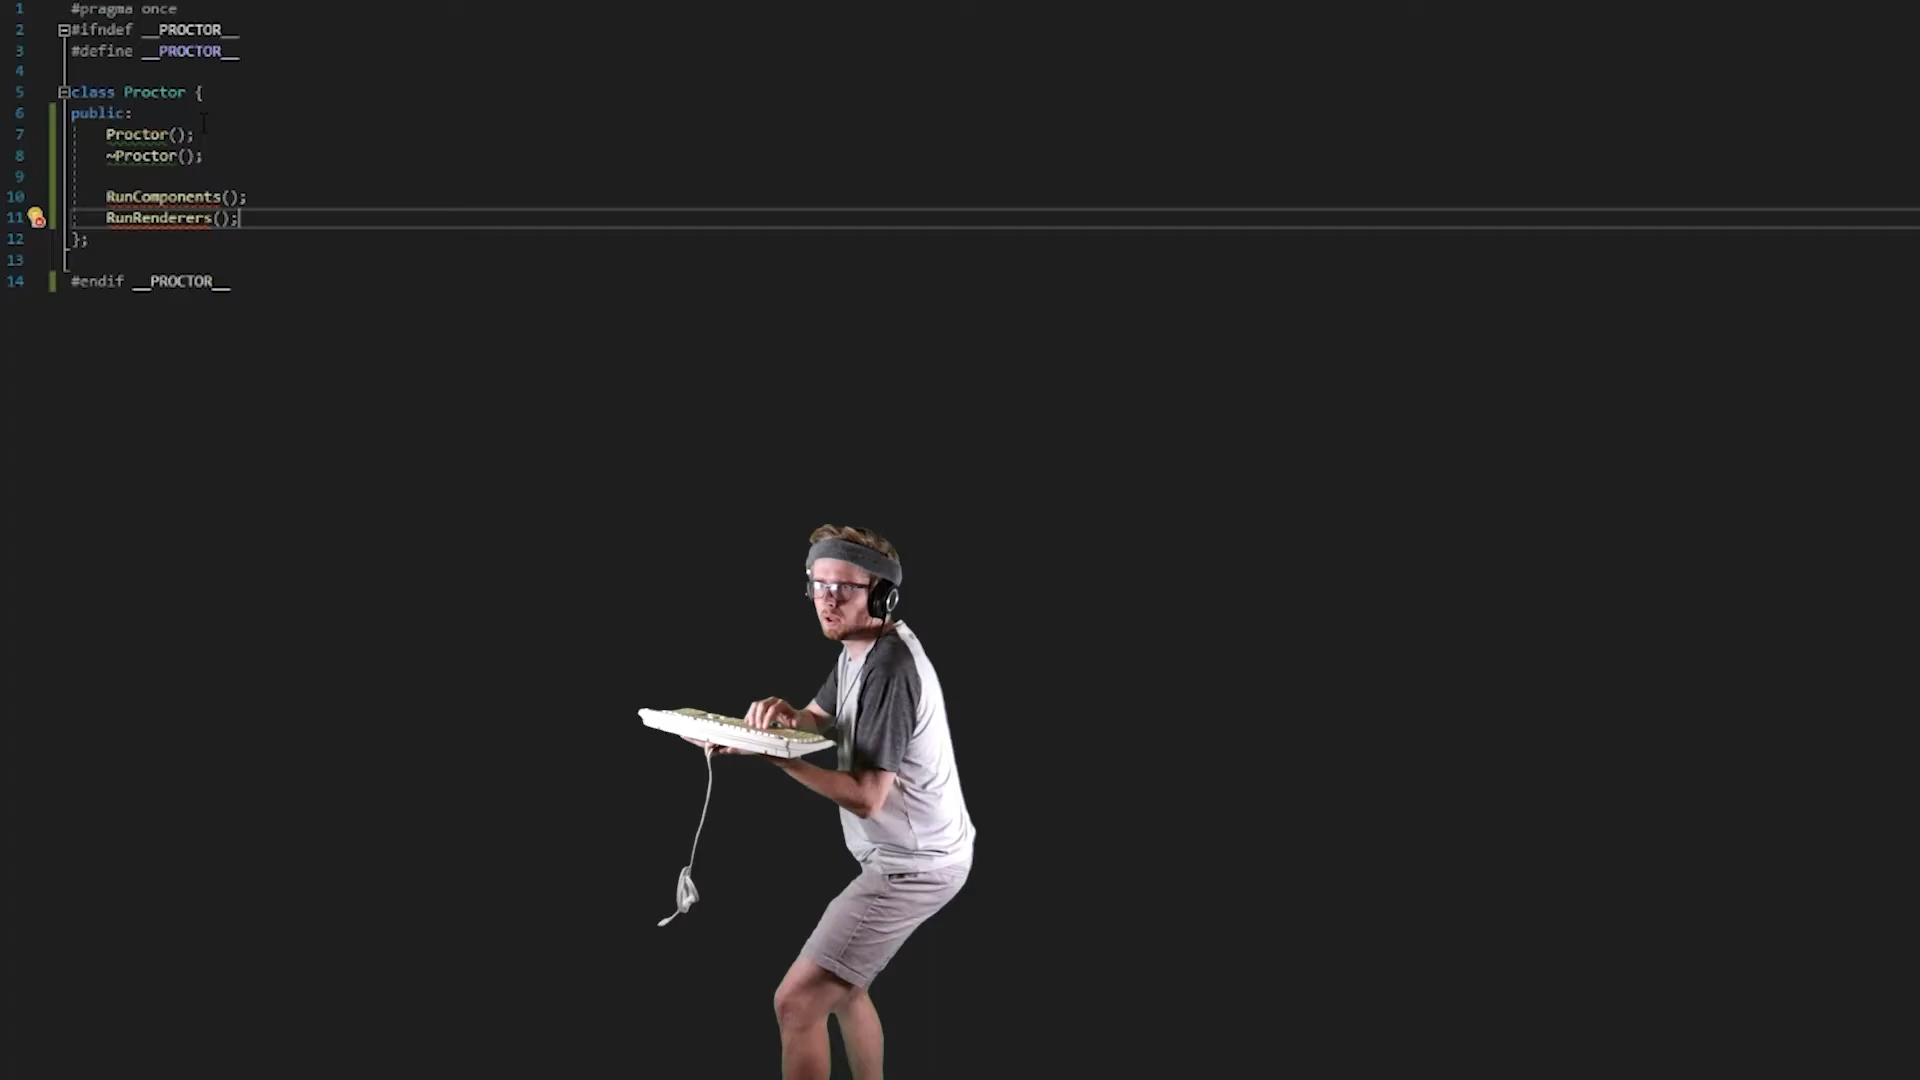 1 #pragma once
2 #ifndef __PROCTOR__
3 #define __PROCTOR__
4
5 class Proctor {
6 public:
7 Proctor();
8 ~Proctor();
9
10 RunComponents();
11 RunRenderers();
12 };
13
14 #endif __PROCTOR__